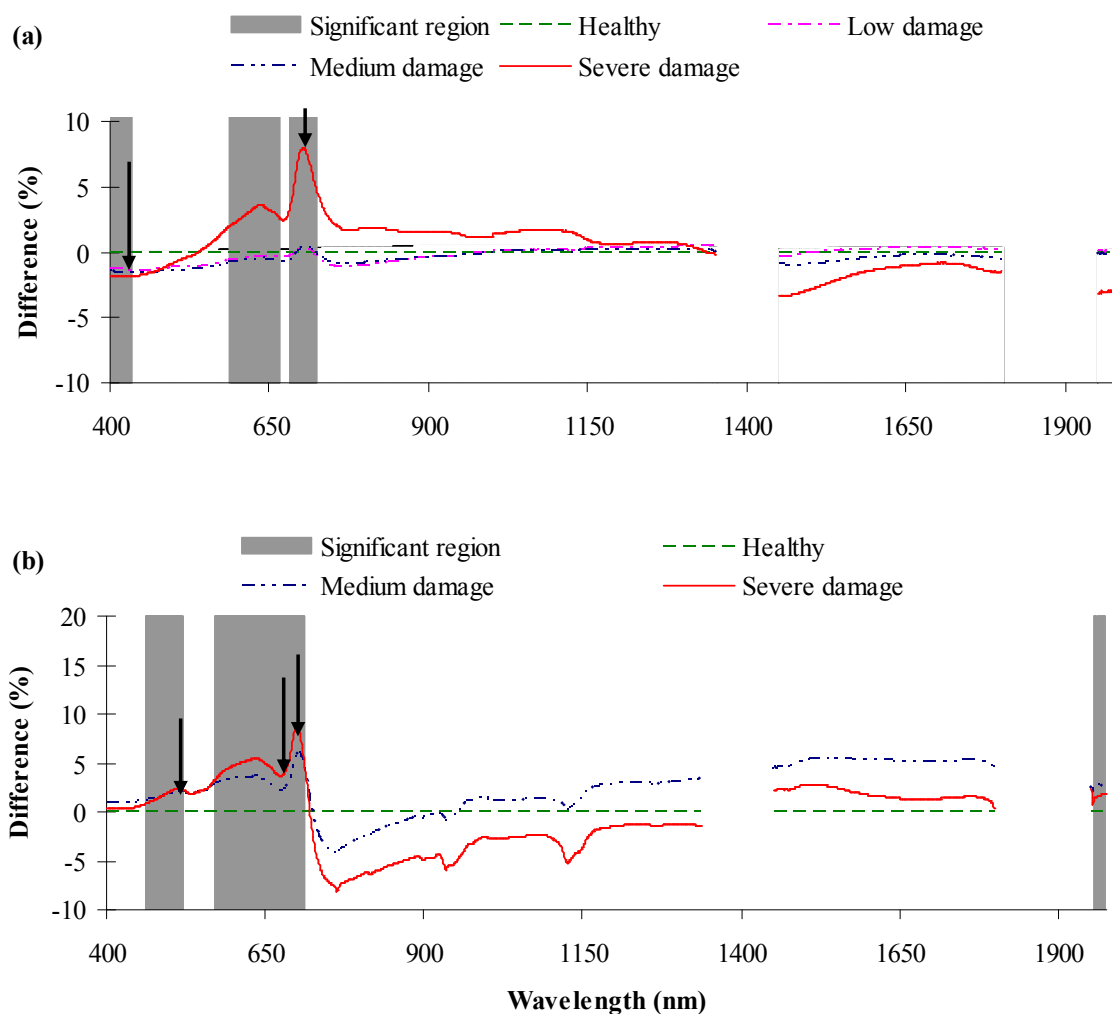 (a)
Significant region Healthy Low damage
Medium damage Severe damage
Difference (%)
10
5
0
-5
-10
400 650 900 1150 1400 1650 1900
(b)
Significant region Healthy
Medium damage Severe damage
Difference (%)
20
15
10
5
0
-5
-10
400 650 900 1150 1400 1650 1900
Wavelength (nm)